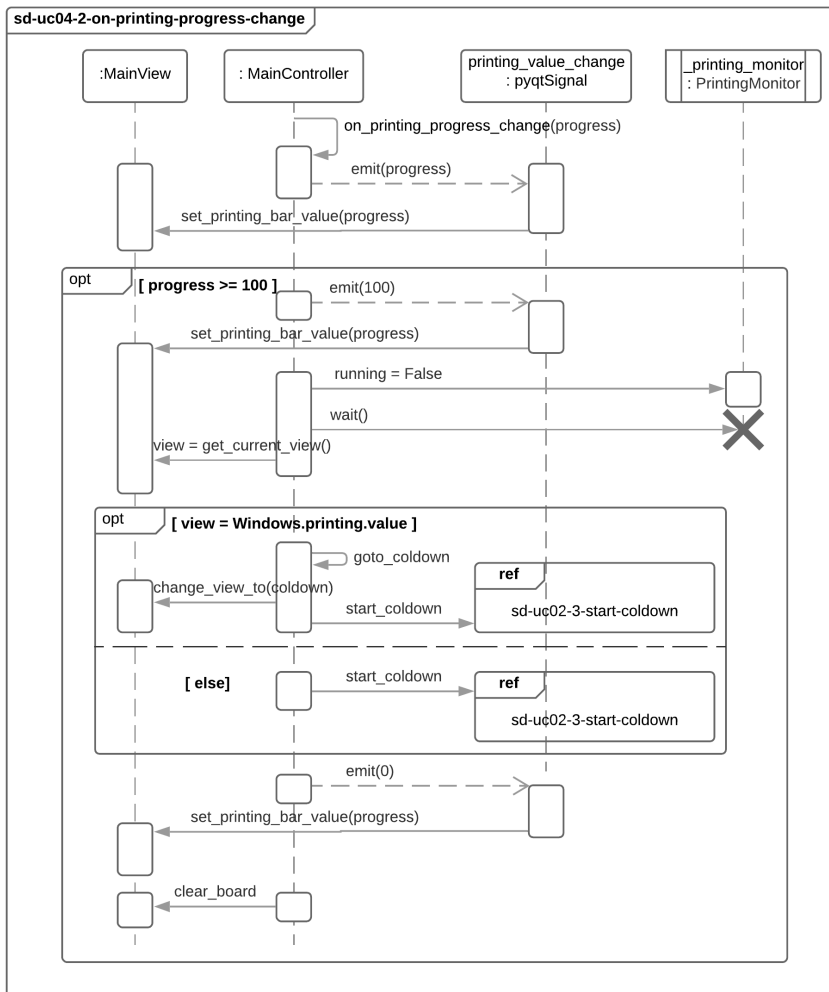 sd-uc04-2-on-printing-progress-change
:MainView
: MainController
printing_value_change
: pyqtSignal
_printing_monitor
: PrintingMonitor
on_printing_progress_change(progress)
emit(progress)
set_printing_bar_value(progress)
opt
[ progress >= 100 ]
emit(100)
set_printing_bar_value(progress)
running = False
wait()
view = get_current_view()
opt
[ view = Windows.printing.value ]
goto_coldown
ref
change_view_to(coldown)
start_coldown
sd-uc02-3-start-coldown
[ else]
start_coldown
ref
sd-uc02-3-start-coldown
emit(0)
set_printing_bar_value(progress)
clear_board